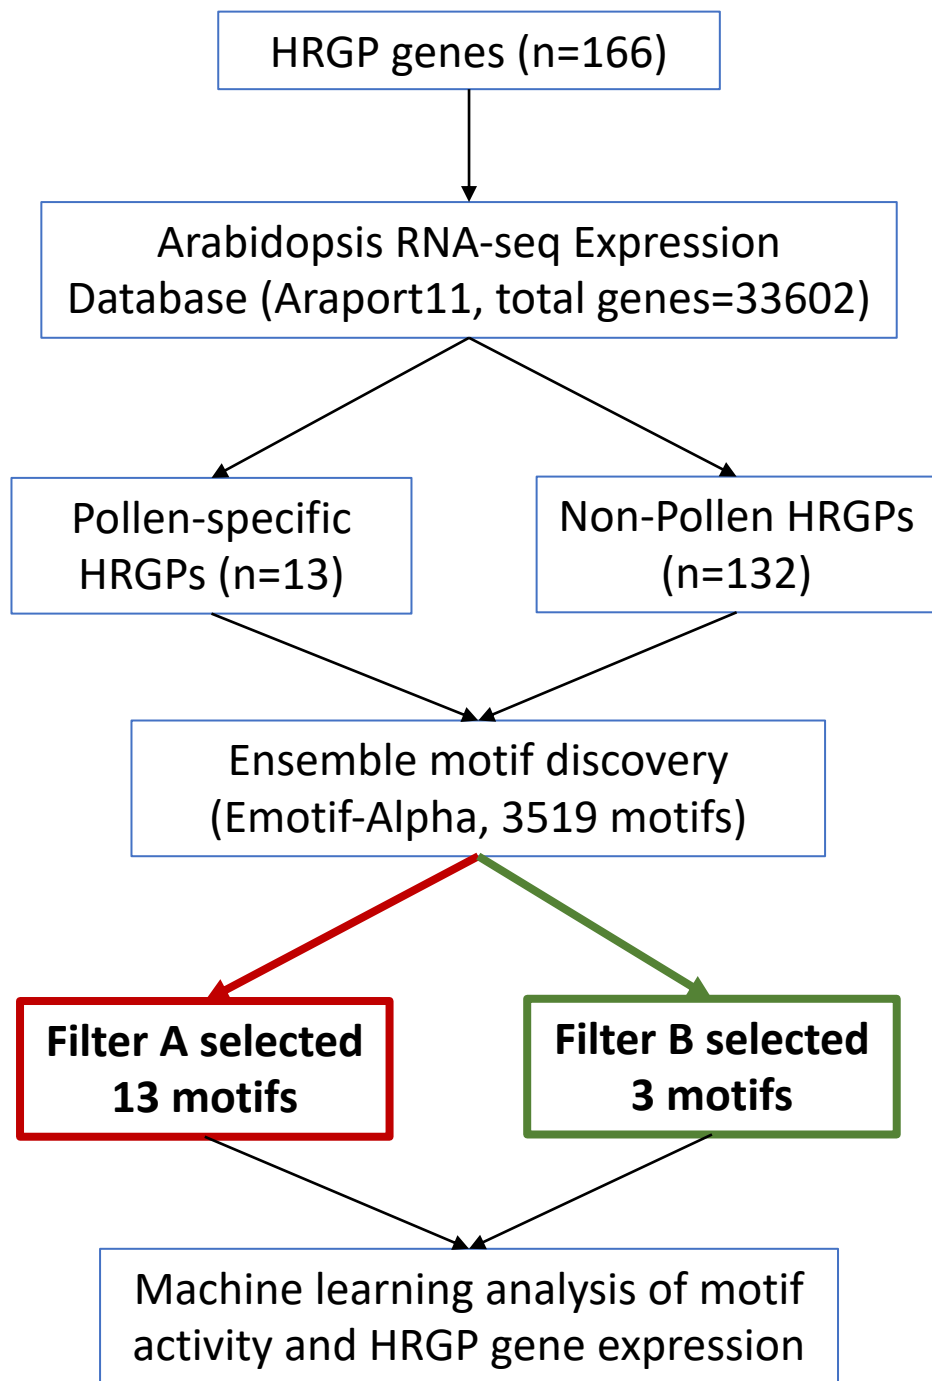 HRGP genes (n=166)
Arabidopsis RNA-seq Expression
Database (Araport11, total genes=33602)
Pollen-specific
HRGPs (n=13)
Non-Pollen HRGPs
(n=132)
Ensemble motif discovery
(Emotif-Alpha, 3519 motifs)
Filter A selected
13 motifs
Filter B selected
3 motifs
Machine learning analysis of motif
activity and HRGP gene expression